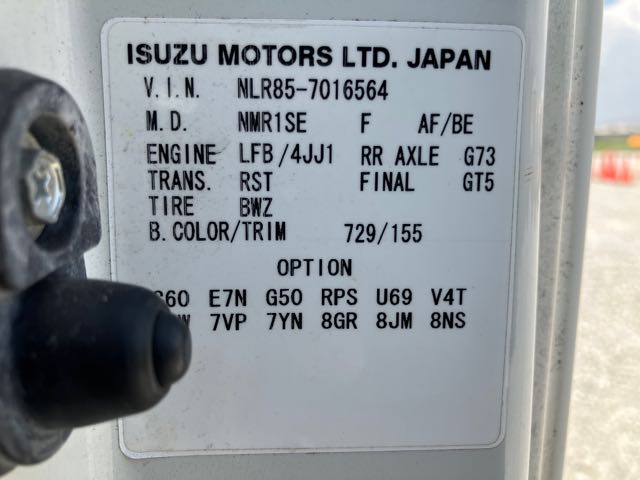 ISUZU MOTORS LTD. JAPAN
V.I.N. NLR85-7016564
M.D. NMR1SE F AF/BE
ENGINE LFB/4JJ1 RR AXLE G73
TRANS. RST FINAL GT5
TIRE BWZ
B.COLOR/TRIM 729/155
OPTION
E7N G50 RPS U69 V4T
7VP 7YN 8GR 8JM 8NS